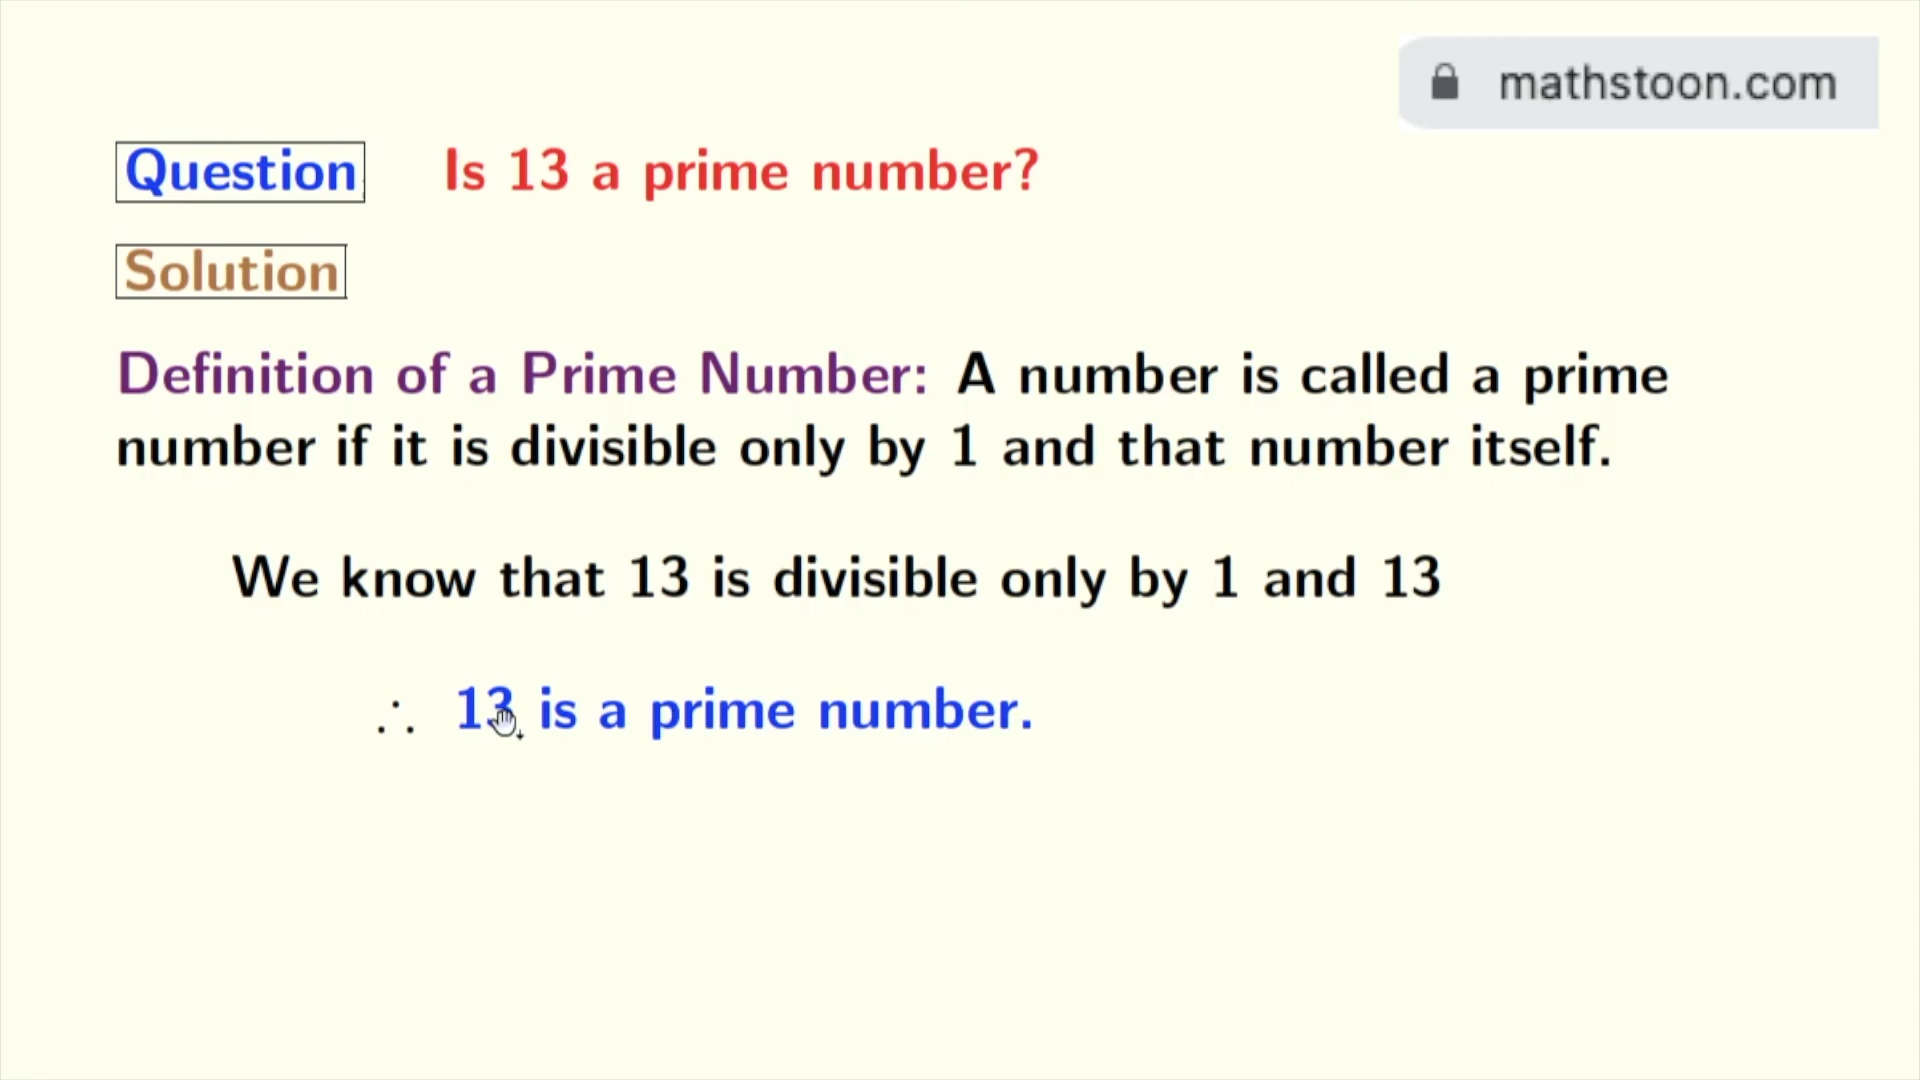 mathstoon.com
Question Is 13 a prime number?
Solution
Definition of a Prime Number: A number is called a prime
number if it is divisible only by 1 and that number itself.
We know that 13 is divisible only by 1 and 13
∴ 13 is a prime number.